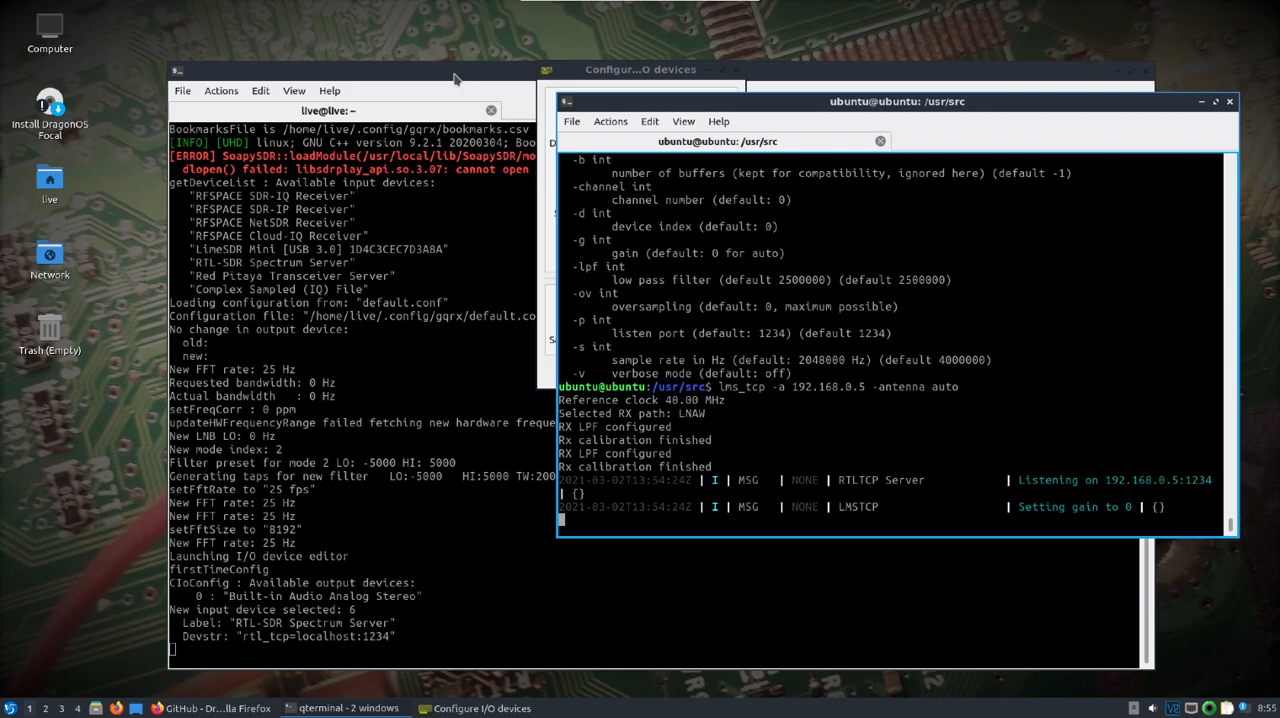 Computer
Install DragonOS
Focal
live
Network
Trash (Empty)
File Actions Edit View Help
live@live: ~
BookmarksFile is /home/live/.config/gqrx/bookmarks.csv
[INFO] [UHD] linux; GNU C++ version 9.2.1 20200304; Boo
[ERROR] SoapySDR::loadModule(/usr/local/lib/SoapySDR/mo
dlopen() failed: libsdrplay_api.so.3.07: cannot open
getDeviceList : Available input devices:
"RFSPACE SDR-IQ Receiver"
"RFSPACE SDR-IP Receiver"
"RFSPACE NetSDR Receiver"
"RFSPACE Cloud-IQ Receiver"
"LimeSDR Mini [USB 3.0] 1D4C3CEC7D3A8A"
"RTL-SDR Spectrum Server"
"Red Pitaya Transceiver Server"
"Complex Sampled (IQ) File"
Loading configuration from: "default.conf"
Configuration file: "/home/live/.config/gqrx/default.co
No change in output device:
old:
new:
New FFT rate: 25 Hz
Requested bandwidth: 0 Hz
Actual bandwidth : 0 Hz
setFreqCorr : 0 ppm
updateHWFrequencyRange failed fetching new hardware freque
New LNB LO: 0 Hz
New mode index: 2
Filter preset for mode 2 LO: -5000 HI: 5000
Generating taps for new filter LO:-5000 HI:5000 TW:200
setFftRate to "25 fps"
New FFT rate: 25 Hz
New FFT rate: 25 Hz
setFftSize to "8192"
New FFT rate: 25 Hz
Launching I/O device editor
firstTimeConfig
CIoConfig : Available output devices:
0 : "Built-in Audio Analog Stereo"
New input device selected: 6
Label: "RTL-SDR Spectrum Server"
Devstr: "rtl_tcp=localhost:1234"
Configur...O devices
ubuntu@ubuntu: /usr/src
File Actions Edit View Help
ubuntu@ubuntu: /usr/src
-b int
number of buffers (kept for compatibility, ignored here) (default -1)
-channel int
channel number (default: 0)
-d int
device index (default: 0)
-g int
gain (default: 0 for auto)
-lpf int
low pass filter (default 2500000) (default 2500000)
-ov int
oversampling (default: 0, maximum possible)
-p int
listen port (default: 1234) (default 1234)
-s int
sample rate in Hz (default: 2048000 Hz) (default 4000000)
-v verbose mode (default: off)
ubuntu@ubuntu:/usr/src$ lms_tcp -a 192.168.0.5 -antenna auto
Reference clock 40.00 MHz
Selected RX path: LNAW
RX LPF configured
Rx calibration finished
RX LPF configured
Rx calibration finished
2021-03-02T13:54:24Z | I | MSG | NONE | RTLTCP Server | Listening on 192.168.0.5:1234
| {}
2021-03-02T13:54:24Z | I | MSG | NONE | LMSTCP | Setting gain to 0 | {}
1 2 3 4 GitHub - Dr...lla Firefox qterminal - 2 windows Configure I/O devices 8:55